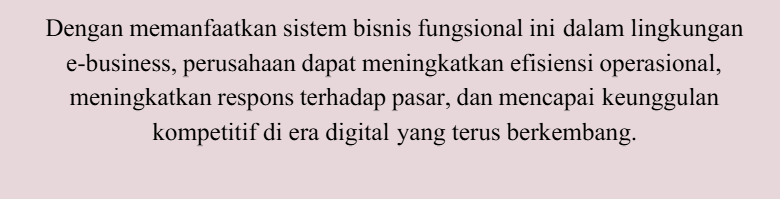 Dengan memanfaatkan sistem bisnis fungsional ini dalam lingkungan
e-business, perusahaan dapat meningkatkan efisiensi operasional,
meningkatkan respons terhadap pasar, dan mencapai keunggulan
kompetitif di era digital yang terus berkembang.